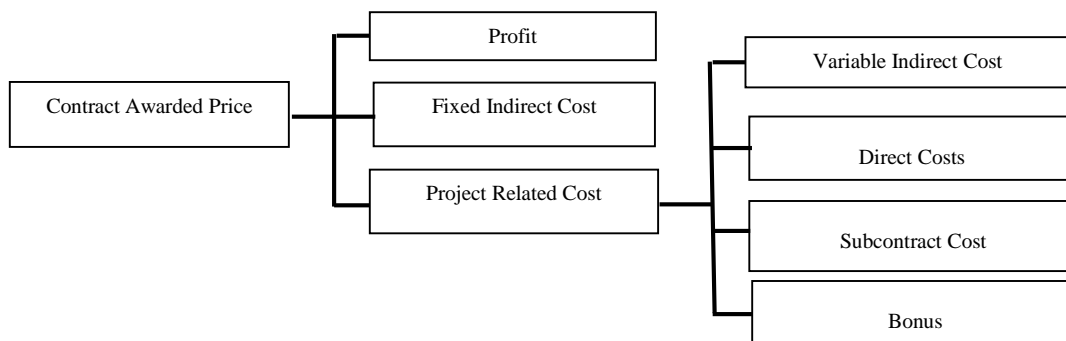 Contract Awarded Price
Profit
Fixed Indirect Cost
Project Related Cost
Variable Indirect Cost
Direct Costs
Subcontract Cost
Bonus